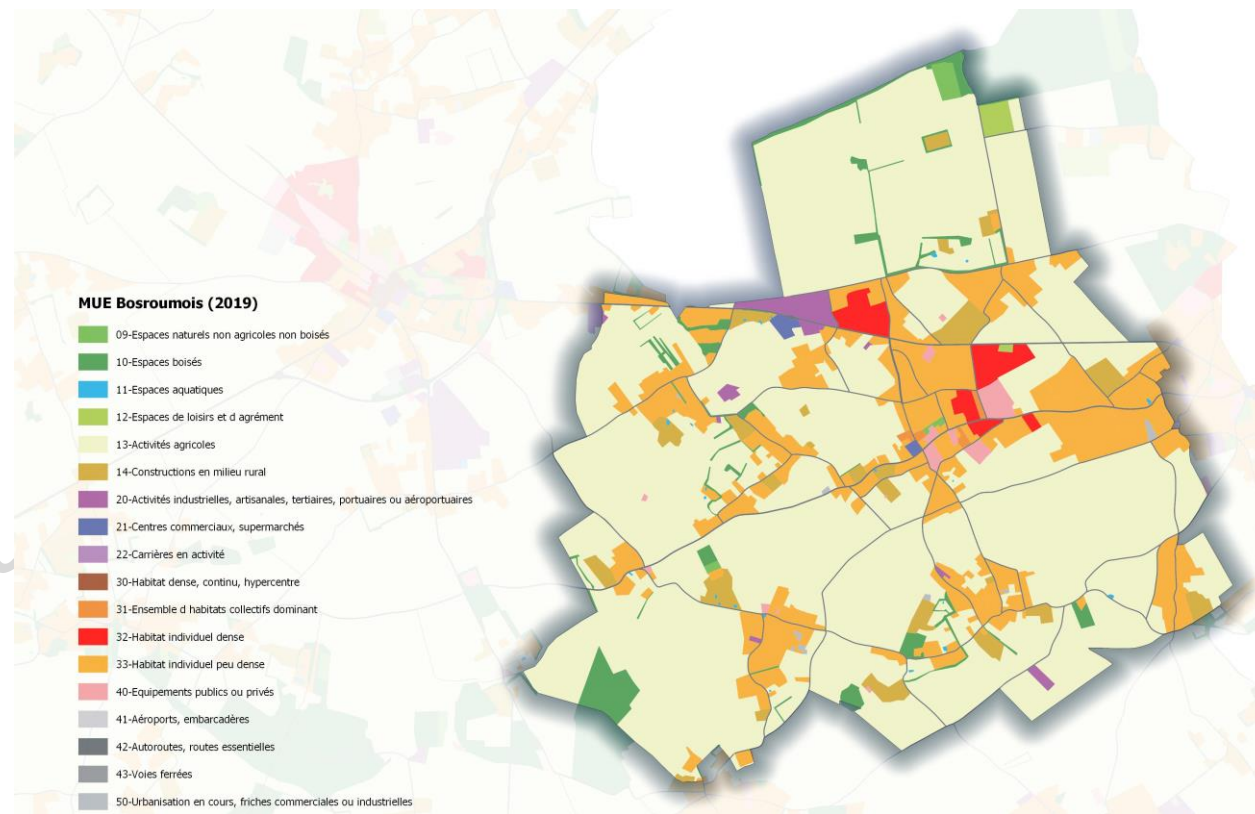 MUE Bosroumois (2019)
09-Espaces naturels non agricoles non boisés
10-Espaces boisés
11-Espaces aquatiques
12-Espaces de loisirs et d agrément
13-Activités agricoles
14-Constructions en milieu rural
20-Activités industrielles, artisanales, tertiaires, portuaires ou aéroportuaires
21-Centres commerciaux, supermarchés
22-Carrières en activité
30-Habitat dense, continu, hypercentre
31-Ensemble d habitats collectifs dominant
32-Habitat individuel dense
33-Habitat individuel peu dense
40-Equipements publics ou privés
41-Aéroports, embarcadères
42-Autoroutes, routes essentielles
43-Voies ferrées
50-Urbanisation en cours, friches commerciales ou industrielles